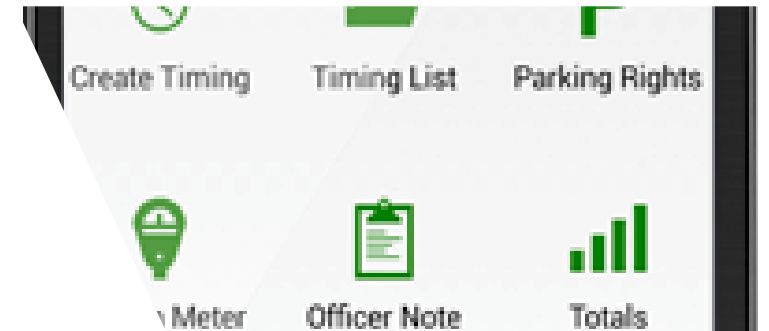 Create Timing
Timing List
Parking Rights
Meter
Officer Note
Totals